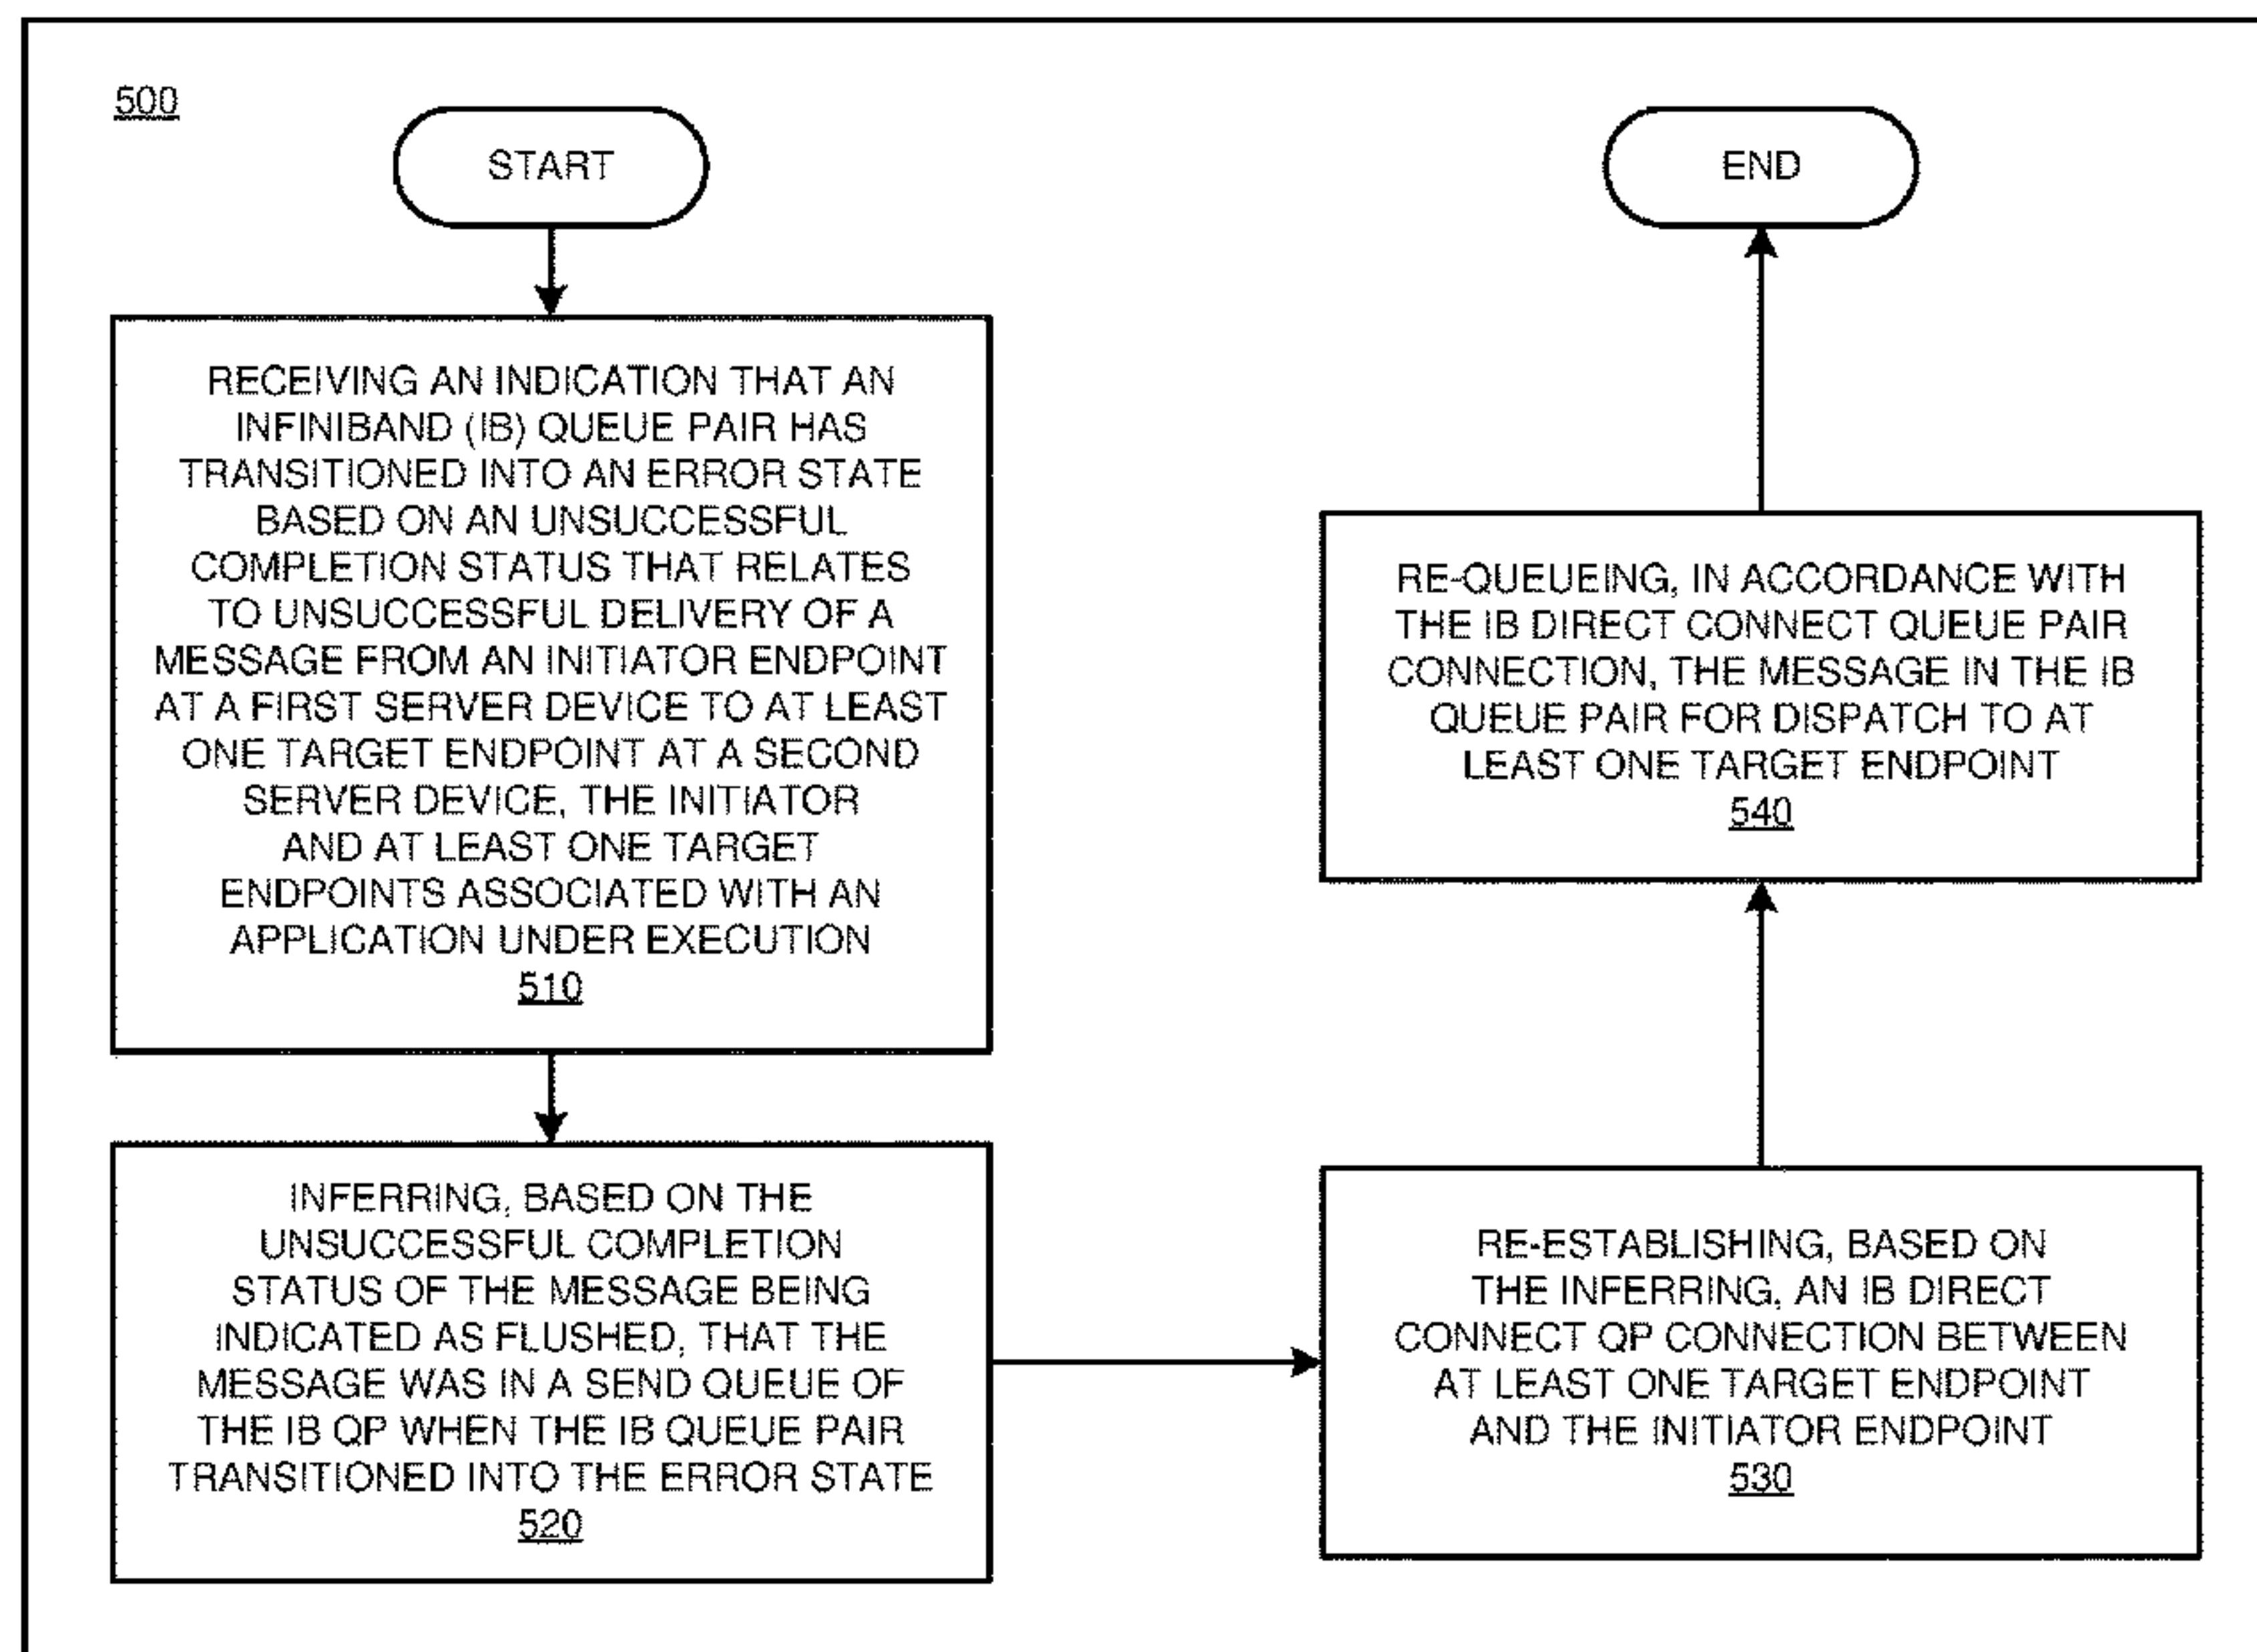 500
START
RECEIVING AN INDICATION THAT AN
INFINIBAND (IB) QUEUE PAIR HAS
TRANSITIONED INTO AN ERROR STATE
BASED ON AN UNSUCCESSFUL
COMPLETION STATUS THAT RELATES
TO UNSUCCESSFUL DELIVERY OF A
MESSAGE FROM AN INITIATOR ENDPOINT
AT A FIRST SERVER DEVICE TO AT LEAST
ONE TARGET ENDPOINT AT A SECOND
SERVER DEVICE, THE INITIATOR
AND AT LEAST ONE TARGET
ENDPOINTS ASSOCIATED WITH AN
APPLICATION UNDER EXECUTION
510
INFERRING, BASED ON THE
UNSUCCESSFUL COMPLETION
STATUS OF THE MESSAGE BEING
INDICATED AS FLUSHED, THAT THE
MESSAGE WAS IN A SEND QUEUE OF
THE IB QP WHEN THE IB QUEUE PAIR
TRANSITIONED INTO THE ERROR STATE
520
RE-ESTABLISHING, BASED ON
THE INFERRING, AN IB DIRECT
CONNECT QP CONNECTION BETWEEN
AT LEAST ONE TARGET ENDPOINT
AND THE INITIATOR ENDPOINT
530
RE-QUEUEING, IN ACCORDANCE WITH
THE IB DIRECT CONNECT QUEUE PAIR
CONNECTION, THE MESSAGE IN THE IB
QUEUE PAIR FOR DISPATCH TO AT
LEAST ONE TARGET ENDPOINT
540
END